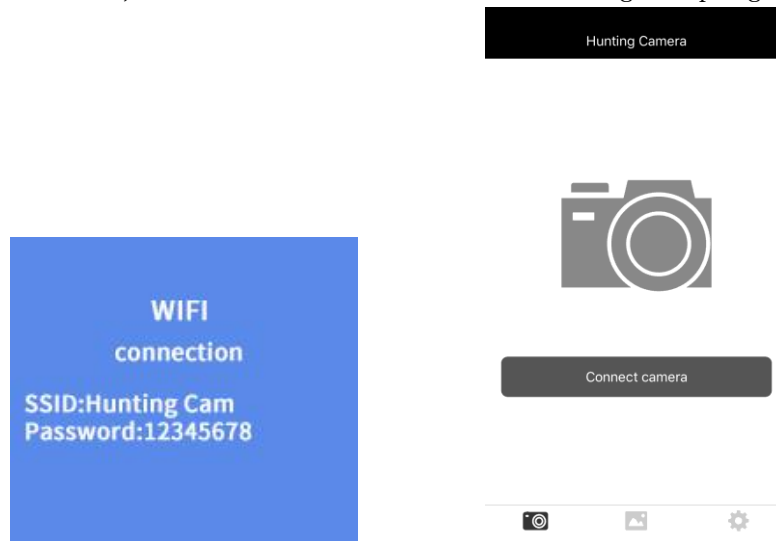 Hunting Camera
WIFI
connection
SSID:Hunting Cam
Password:12345678
Connect camera